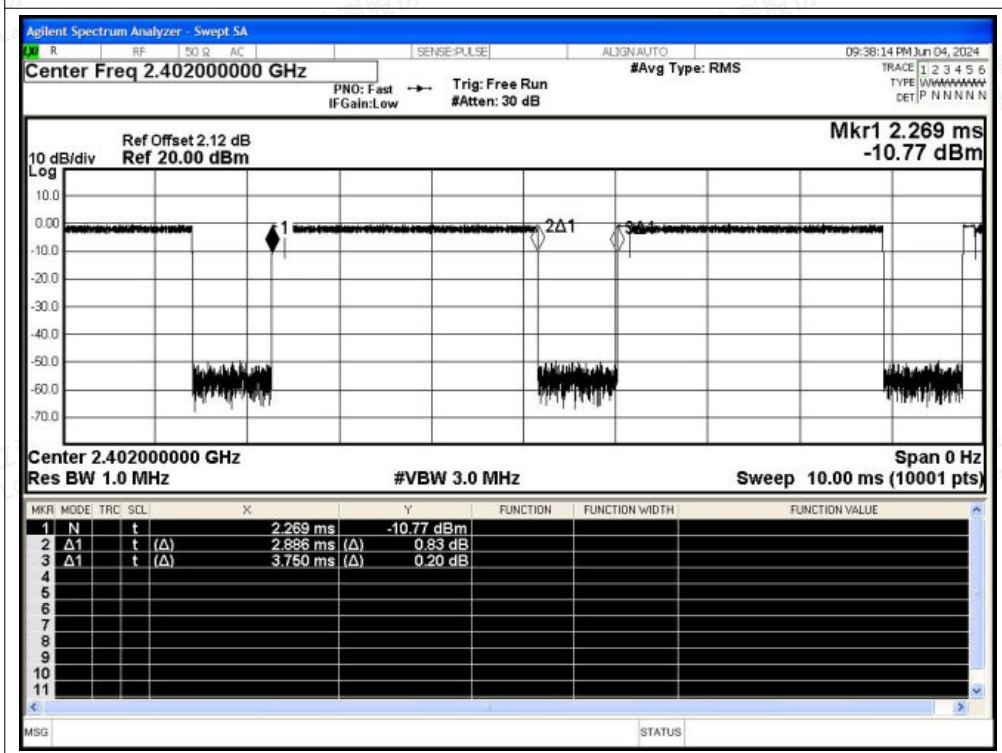 Agilent Spectrum Analyzer - Swept SA
R RF 50 Ω AC SENSE:PULSE ALIGN AUTO 09:38:14 PM Jun 04, 2024
Center Freq 2.402000000 GHz
PNO: Fast
IFGain:Low
Trig: Free Run
#Atten: 30 dB
#Avg Type: RMS
TRACE 1 2 3 4 5 6
TYPE WWWWWW
DET P N N N N N
Mkr1 2.269 ms
-10.77 dBm
Ref Offset 2.12 dB
10 dB/div Ref 20.00 dBm
Log
10.0
0.00
-10.0
-20.0
-30.0
-40.0
-50.0
-60.0
-70.0
1
2Δ1
3Δ1
Center 2.402000000 GHz Span 0 Hz
Res BW 1.0 MHz #VBW 3.0 MHz Sweep 10.00 ms (10001 pts)
MKR MODE TRC SCL X Y FUNCTION FUNCTION WIDTH FUNCTION VALUE
1 N t 2.269 ms -10.77 dBm
2 Δ1 t (Δ) 2.886 ms (Δ) 0.83 dB
3 Δ1 t (Δ) 3.750 ms (Δ) 0.20 dB
4
5
6
7
8
9
10
11
MSG STATUS